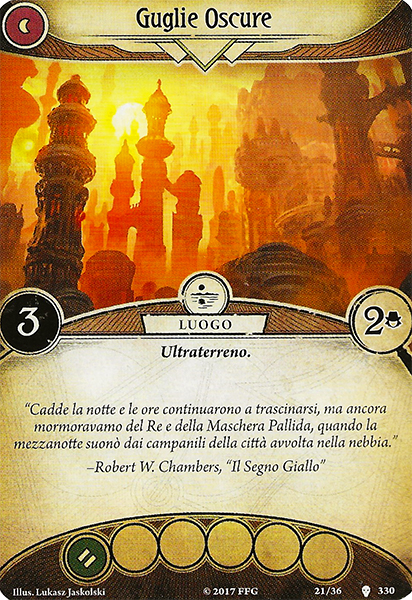 Guglie Oscure
3
LUOGO
2
Ultraterreno.
“Cadde la notte e le ore continuarono a trascinarsi, ma ancora
mormoravamo del Re e della Maschera Pallida, quando la
mezzanotte suonò dai campanili della città avvolta nella nebbia.”
–Robert W. Chambers, “Il Segno Giallo”
Illus. Lukasz Jaskolski
© 2017 FFG
21/36
330